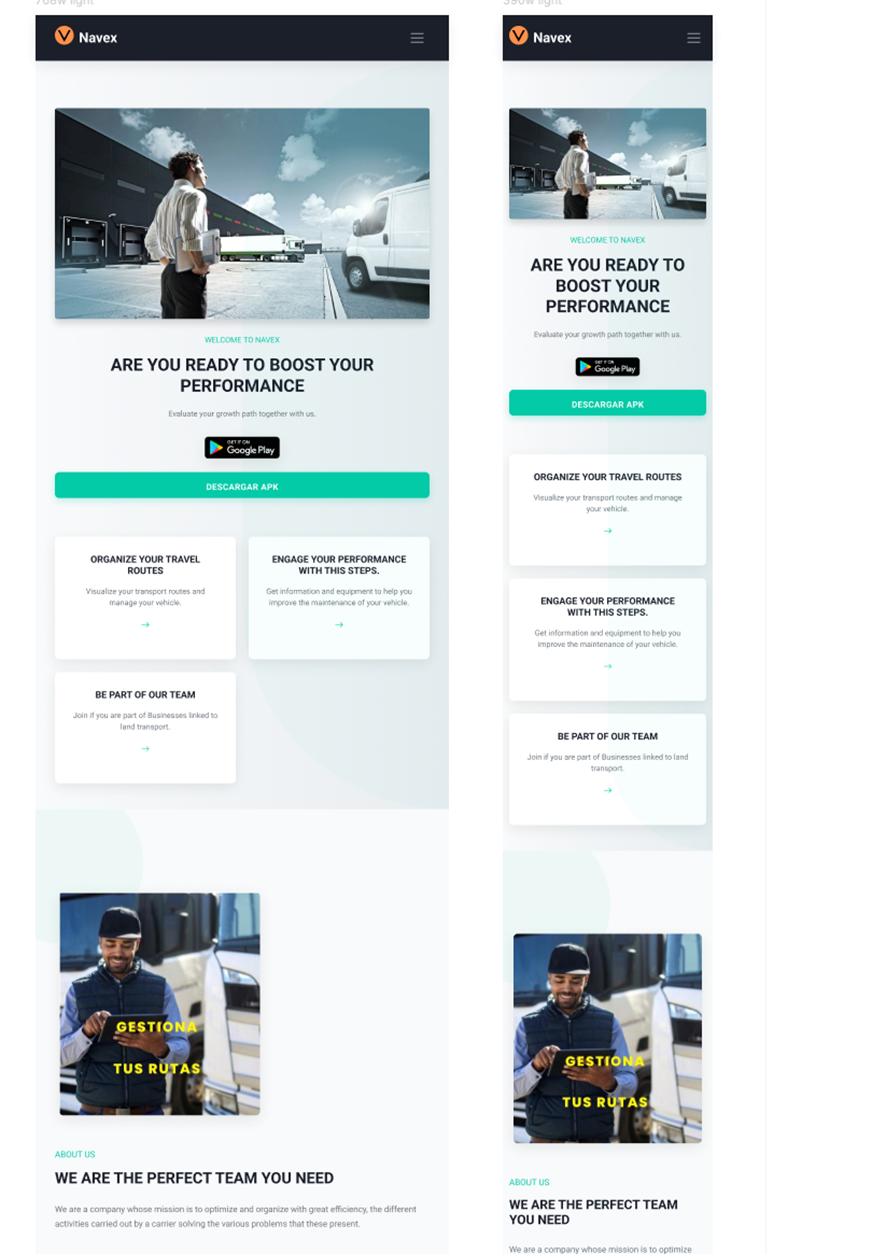 768w light
Navex
WELCOME TO NAVEX
ARE YOU READY TO BOOST YOUR
PERFORMANCE
Evaluate your growth path together with us.
GET IT ON
Google Play
DESCARGAR APK
ORGANIZE YOUR TRAVEL
ROUTES
Visualize your transport routes and
manage your vehicle.
→
ENGAGE YOUR PERFORMANCE
WITH THIS STEPS.
Get information and equipment to help you
improve the maintenance of your vehicle.
→
BE PART OF OUR TEAM
Join if you are part of Businesses linked to
land transport.
→
GESTIONA
TUS RUTAS
ABOUT US
WE ARE THE PERFECT TEAM YOU NEED
We are a company whose mission is to optimize and organize with great efficiency, the different
activities carried out by a carrier solving the various problems that these present.
390w light
Navex
WELCOME TO NAVEX
ARE YOU READY TO
BOOST YOUR
PERFORMANCE
Evaluate your growth path together with us.
GET IT ON
Google Play
DESCARGAR APK
ORGANIZE YOUR TRAVEL ROUTES
Visualize your transport routes and manage
your vehicle.
→
ENGAGE YOUR PERFORMANCE
WITH THIS STEPS.
Get information and equipment to help you
improve the maintenance of your vehicle.
→
BE PART OF OUR TEAM
Join if you are part of Businesses linked to land
transport.
→
GESTIONA
TUS RUTAS
ABOUT US
WE ARE THE PERFECT TEAM
YOU NEED
We are a company whose mission is to optimize